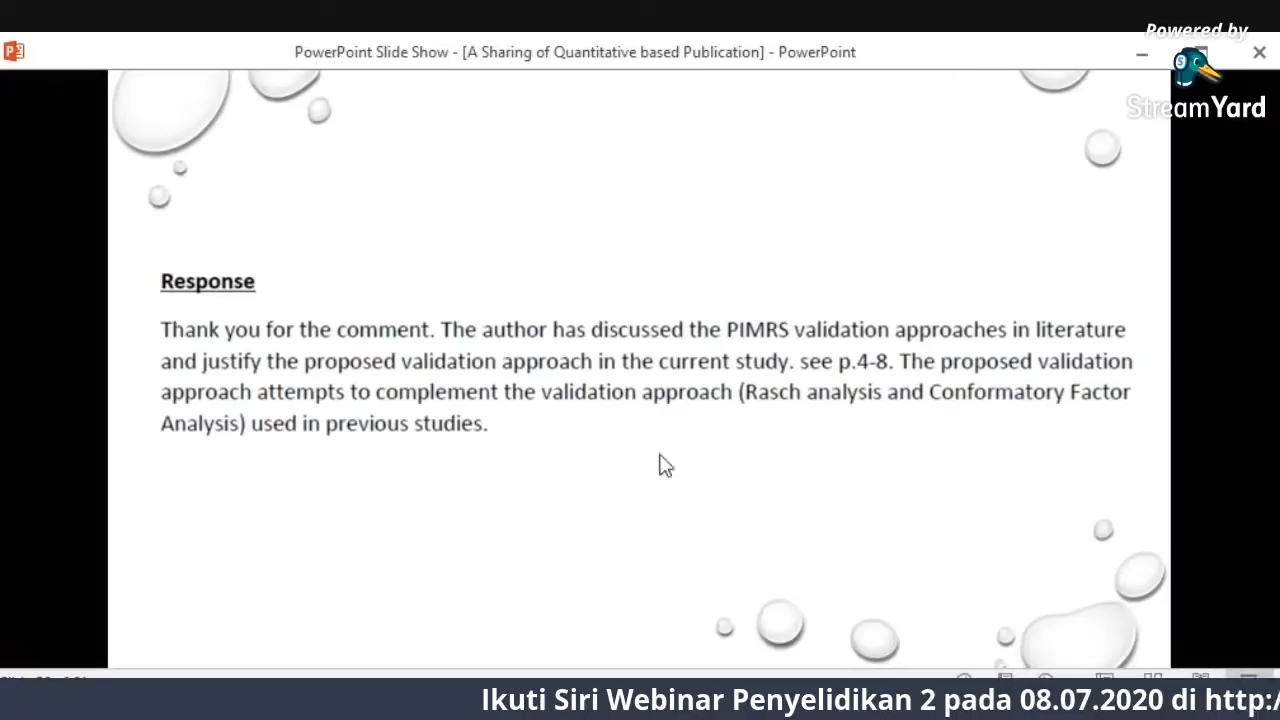 Powered by
PowerPoint Slide Show - [A Sharing of Quantitative based Publication] - PowerPoint
StreamYard
Response
Thank you for the comment. The author has discussed the PIMRS validation approaches in literature
and justify the proposed validation approach in the current study. see p.4-8. The proposed validation
approach attempts to complement the validation approach (Rasch analysis and Conformatory Factor
Analysis) used in previous studies.
Ikuti Siri Webinar Penyelidikan 2 pada 08.07.2020 di http:/